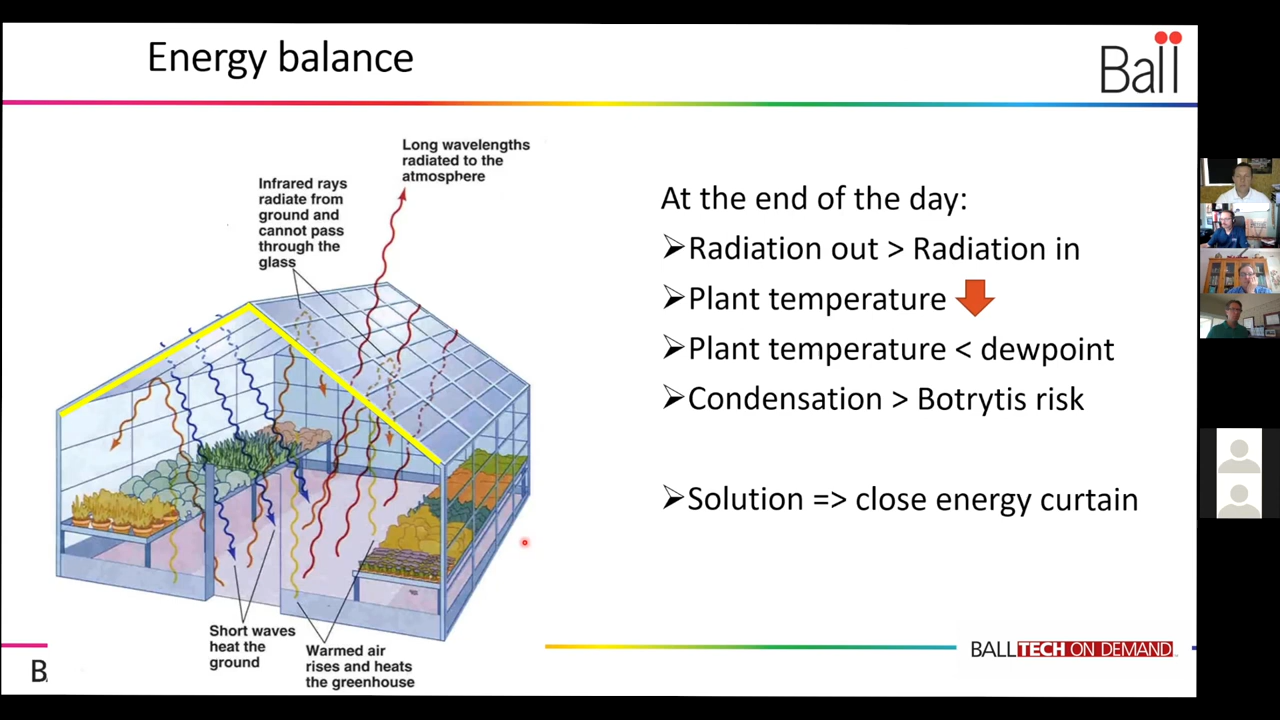 Energy balance
Ball
Long wavelengths
radiated to the
atmosphere
Infrared rays
radiate from
ground and
cannot pass
through the
glass
At the end of the day:
➢Radiation out > Radiation in
➢Plant temperature
➢Plant temperature < dewpoint
➢Condensation > Botrytis risk
➢Solution => close energy curtain
Short waves
heat the
ground
Warmed air
rises and heats
the greenhouse
BALLTECH ON DEMAND
B